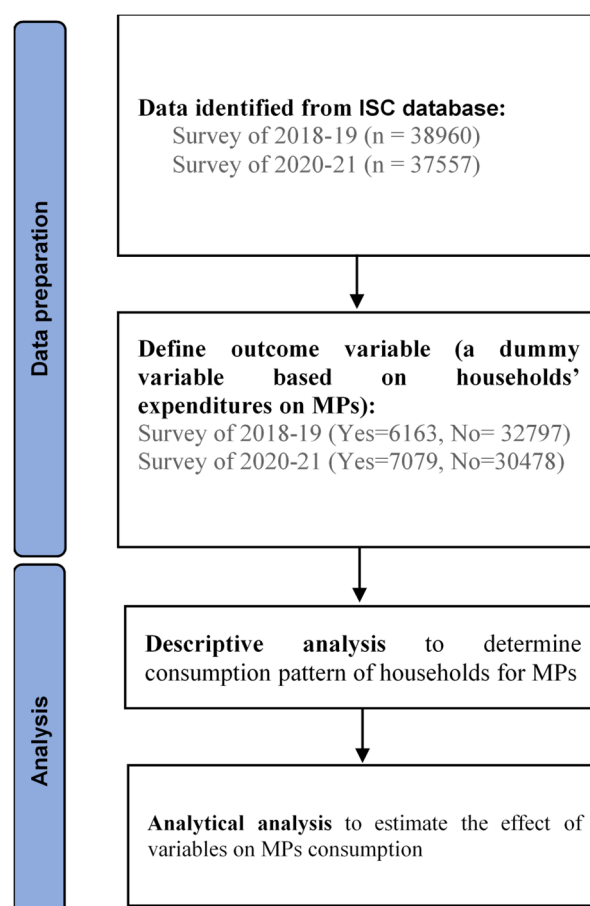 Data preparation
Data identified from ISC database:
Survey of 2018-19 (n = 38960)
Survey of 2020-21 (n = 37557)
Define outcome variable (a dummy
variable based on households'
expenditures on MPs):
Survey of 2018-19 (Yes=6163, No= 32797)
Survey of 2020-21 (Yes=7079, No=30478)
Analysis
Descriptive analysis to determine
consumption pattern of households for MPs
Analytical analysis to estimate the effect of
variables on MPs consumption